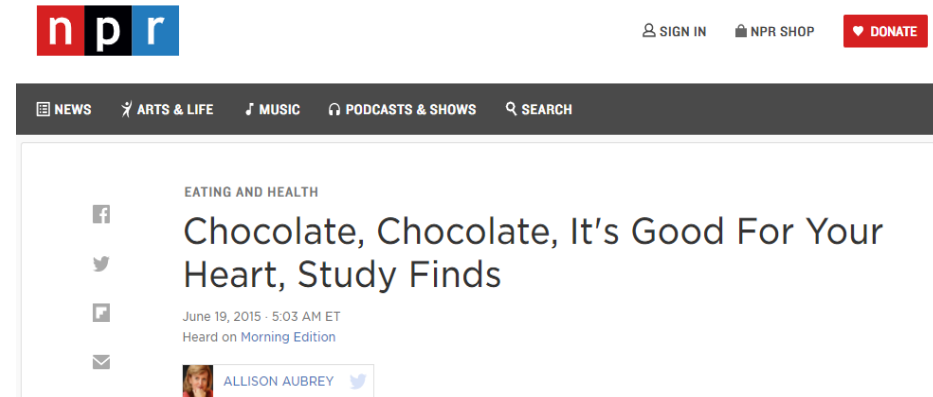 npr
SIGN IN NPR SHOP DONATE
NEWS ARTS & LIFE MUSIC PODCASTS & SHOWS SEARCH
EATING AND HEALTH
Chocolate, Chocolate, It's Good For Your
Heart, Study Finds
June 19, 2015 · 5:03 AM ET
Heard on Morning Edition
ALLISON AUBREY